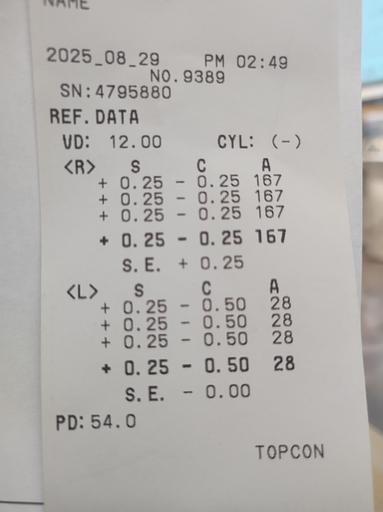 NAME
2025_08_29 PM 02:49
NO.9389
SN:4795880
REF.DATA
VD: 12.00 CYL: (-)
<R> S C A
+ 0.25 - 0.25 167
+ 0.25 - 0.25 167
+ 0.25 - 0.25 167
+ 0.25 - 0.25 167
S.E. + 0.25
<L> S C A
+ 0.25 - 0.50 28
+ 0.25 - 0.50 28
+ 0.25 - 0.50 28
+ 0.25 - 0.50 28
S.E. - 0.00
PD: 54.0
TOPCON